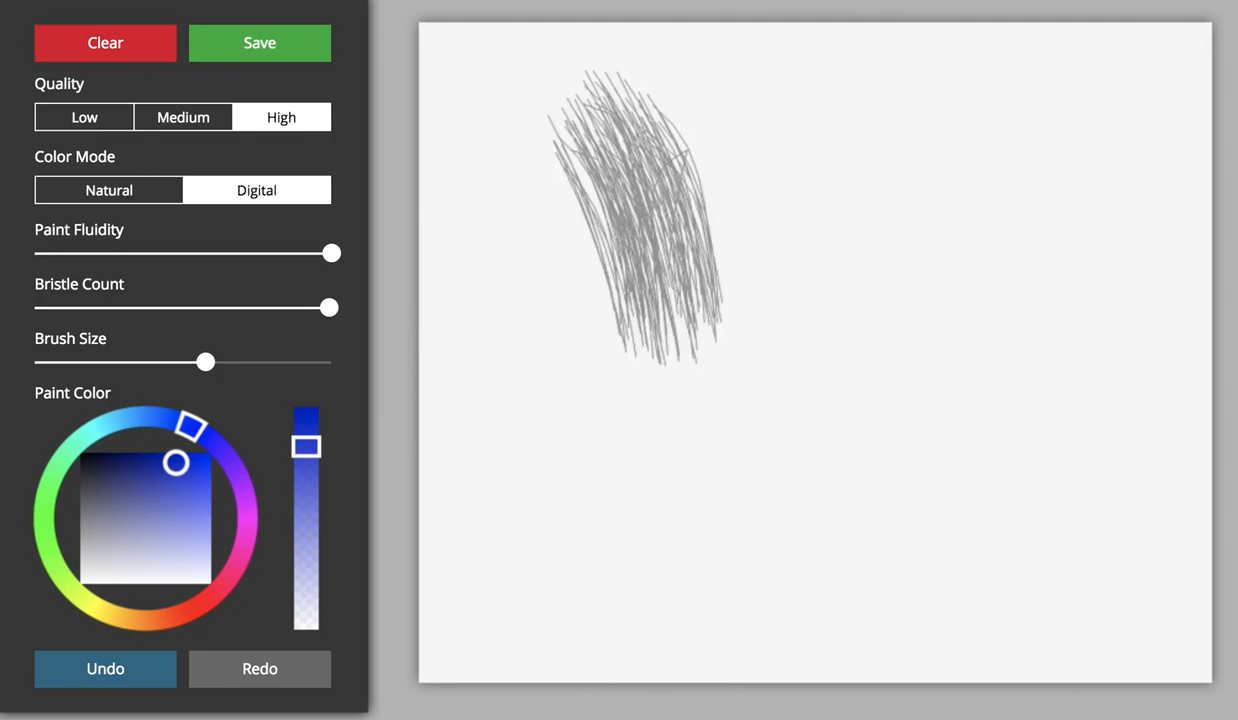 Clear Save
Quality
Low Medium High
Color Mode
Natural Digital
Paint Fluidity
Bristle Count
Brush Size
Paint Color
Undo Redo